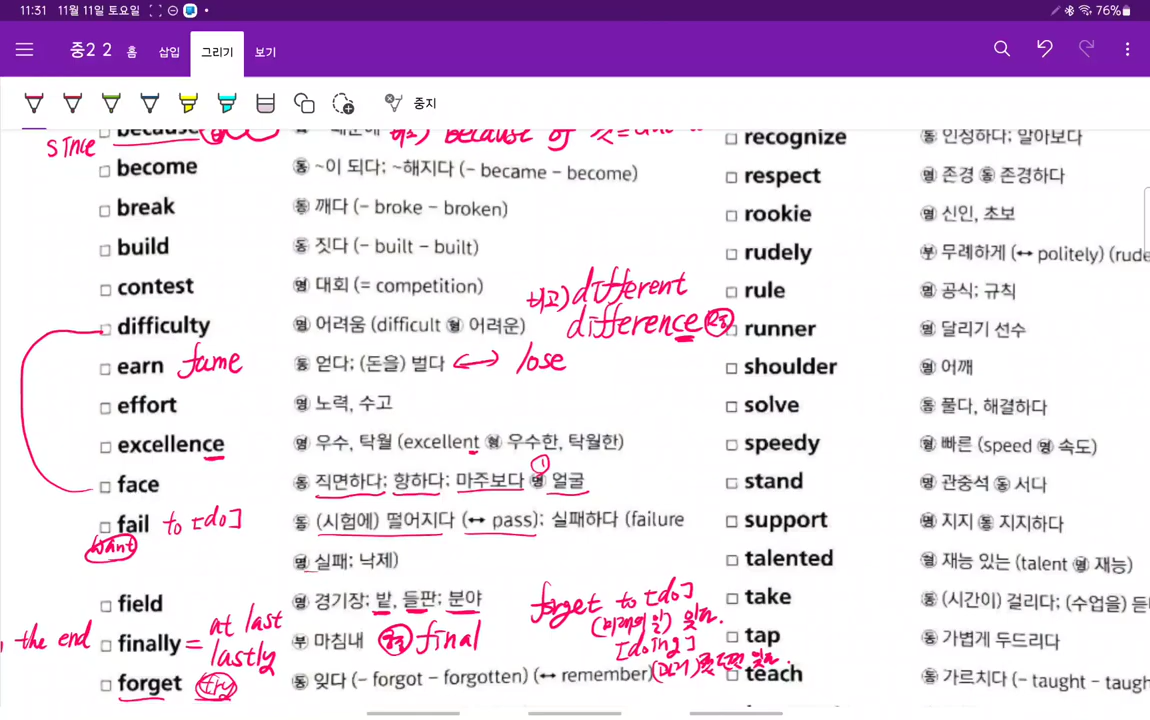 11:31 11월 11일 토요일 76%
중2 2 홈 삽입 그리기 보기
중지
since
because
비교) because of
become 동 ~이 되다; ~해지다 (– became – become)
break 동 깨다 (– broke – broken)
build 동 짓다 (– built – built)
contest 명 대회 (= competition)
비교) different
difficulty 명 어려움 (difficult 형 어려운)
difference
earn fame 동 얻다; (돈을) 벌다 ↔ lose
effort 명 노력, 수고
excellence 명 우수, 탁월 (excellent 형 우수한, 탁월한)
①
face 동 직면하다; 향하다; 마주보다 명 얼굴
fail to [do] 동 (시험에) 떨어지다 (↔ pass); 실패하다 (failure
want
명 실패; 낙제)
field 명 경기장; 밭, 들판; 분야
forget to [do]
(미래의 일) 잊다.
at last
, the end finally = lastly 부 마침내 final
[doing]
forget try 동 잊다 (– forgot – forgotten) (↔ remember)
recognize 동 인정하다; 알아보다
respect 명 존경 동 존경하다
rookie 명 신인, 초보
rudely 부 무례하게 (↔ politely) (rude
rule 명 공식; 규칙
runner 명 달리기 선수
shoulder 명 어깨
solve 동 풀다, 해결하다
speedy 형 빠른 (speed 명 속도)
stand 명 관중석 동 서다
support 명 지지 동 지지하다
talented 형 재능 있는 (talent 명 재능)
take 동 (시간이) 걸리다; (수업을) 듣
tap 동 가볍게 두드리다
teach 동 가르치다 (– taught – taugh